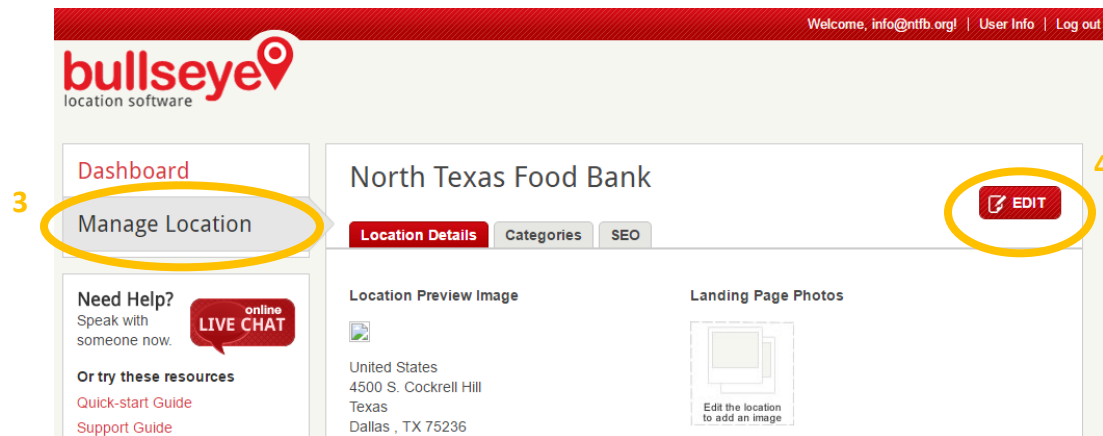 Welcome, info@ntfb.org! | User Info | Log out
bullseye
location software
3
Dashboard
Manage Location
Need Help?
Speak with
someone now.
online
LIVE CHAT
Or try these resources
Quick-start Guide
Support Guide
North Texas Food Bank
4
EDIT
Location Details
Categories
SEO
Location Preview Image
United States
4500 S. Cockrell Hill
Texas
Dallas , TX 75236
Landing Page Photos
Edit the location
to add an image